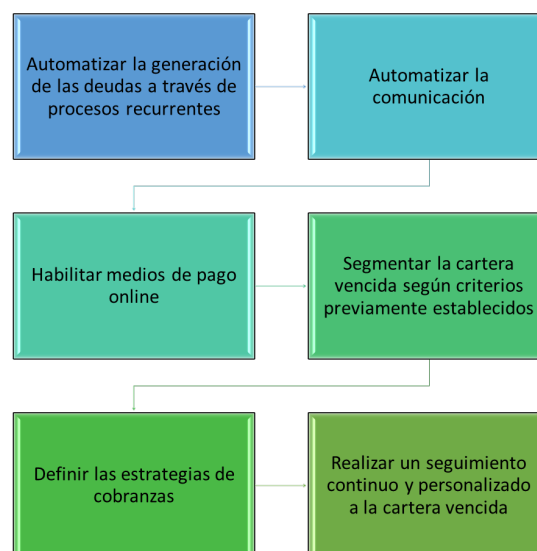 Automatizar la generación
de las deudas a través de
procesos recurrentes
Automatizar la
comunicación
Habilitar medios de pago
online
Segmentar la cartera
vencida según criterios
previamente establecidos
Definir las estrategias de
cobranzas
Realizar un seguimiento
continuo y personalizado
a la cartera vencida